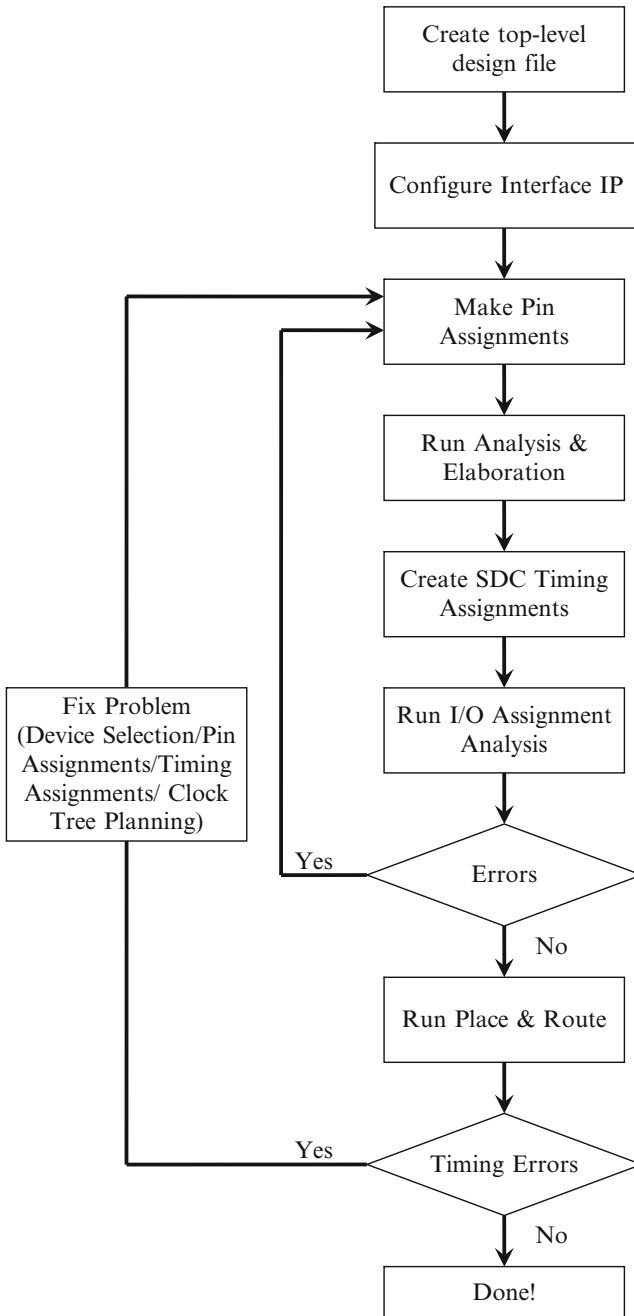 Create top-level
design file
Configure Interface IP
Make Pin
Assignments
Run Analysis &
Elaboration
Create SDC Timing
Assignments
Fix Problem
(Device Selection/Pin
Assignments/Timing
Assignments/ Clock
Tree Planning)
Run I/O Assignment
Analysis
Yes
Errors
No
Run Place & Route
Yes
Timing Errors
No
Done!